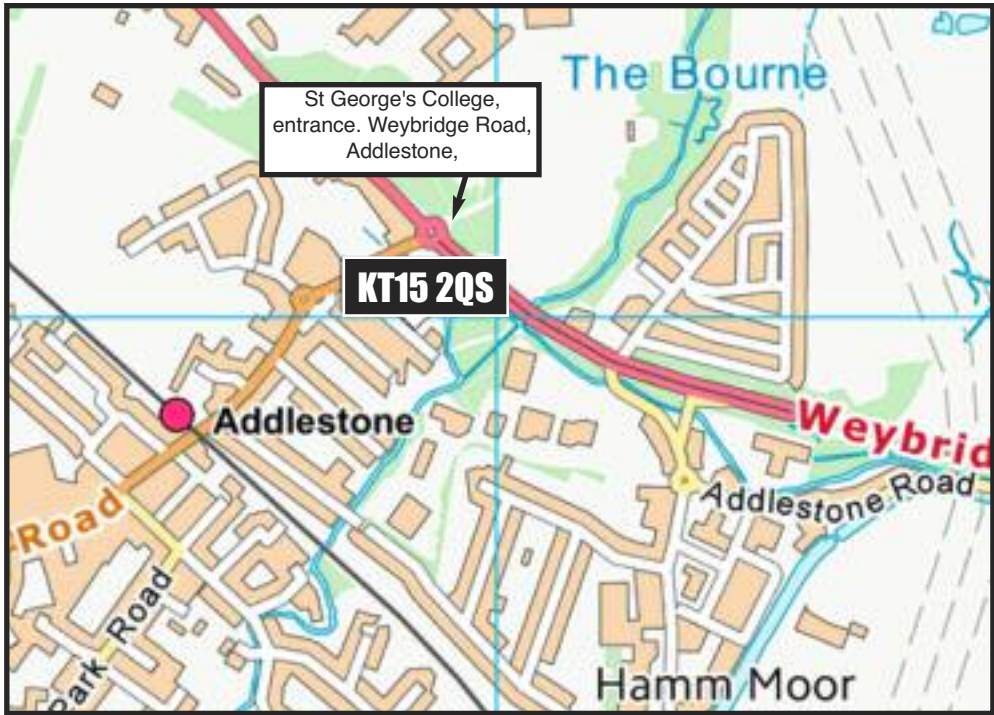 The Bourne
St George's College,
entrance. Weybridge Road,
Addlestone,
KT15 2QS
Addlestone
Weybrid
Addlestone Road
Road
Park Road
Hamm Moor